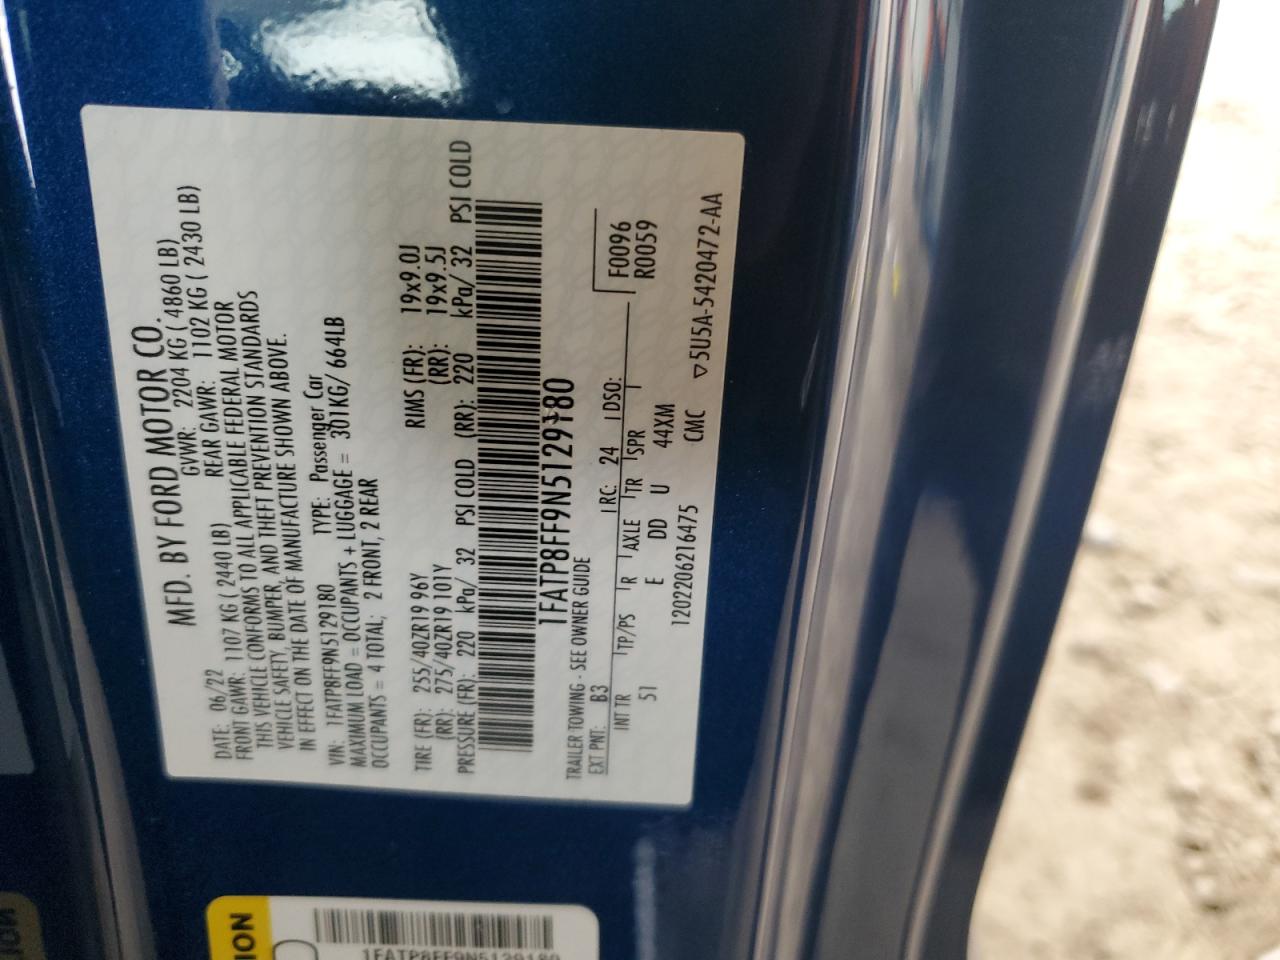 MFD. BY FORD MOTOR CO.
DATE: 06/22 GVWR: 2204 KG ( 4860 LB)
FRONT GAWR: 1107 KG ( 2440 LB) REAR GAWR: 1102 KG ( 2430 LB)
THIS VEHICLE CONFORMS TO ALL APPLICABLE FEDERAL MOTOR
VEHICLE SAFETY, BUMPER, AND THEFT PREVENTION STANDARDS
IN EFFECT ON THE DATE OF MANUFACTURE SHOWN ABOVE.
VIN: 1FATP8FF9N5129180 TYPE: Passenger Car
MAXIMUM LOAD = OCCUPANTS + LUGGAGE = 301KG/ 664LB
OCCUPANTS = 4 TOTAL; 2 FRONT, 2 REAR
TIRE (FR): 255/40ZR19 96Y RIMS (FR): 19x9.0J
(RR): 275/40ZR19 101Y (RR): 19x9.5J
PRESSURE (FR): 220 kPa/ 32 PSI COLD (RR): 220 kPa/ 32 PSI COLD
1FATP8FF9N5129180
TRAILER TOWING - SEE OWNER GUIDE
EXT PNT: B3 RC: 24 DSO: F0096
INT TR TP/PS R AXLE TR SPR R0059
51 E DD U 44XM
1202206216475 CMC ▽5U5A-5420472-AA
ION
1FATP8FF9N5129180